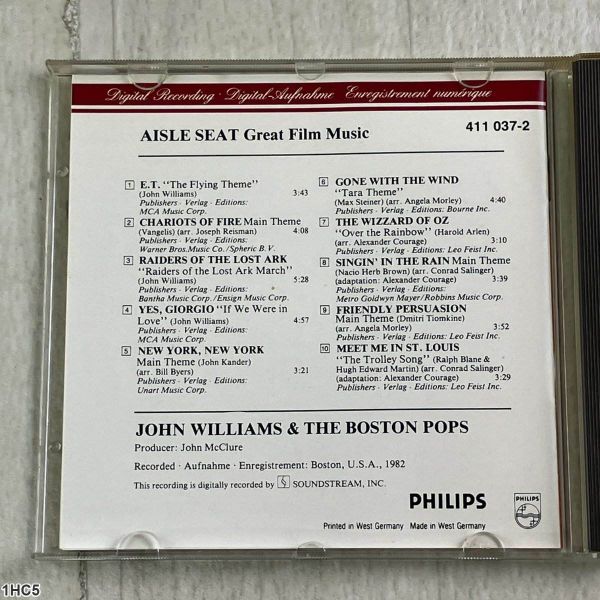 Digital Recording · Digital-Aufnahme Enregistrement numérique
AISLE SEAT Great Film Music
411 037-2
1 E.T. "The Flying Theme"
(John Williams) 3:43
Publishers · Verlag · Editions:
MCA Music Corp.
2 CHARIOTS OF FIRE Main Theme
(Vangelis) (arr. Joseph Reisman) 4:08
Publishers · Verlag · Editions:
Warner Bros. Music Co. / Spheric B.V.
3 RAIDERS OF THE LOST ARK
"Raiders of the Lost Ark March"
(John Williams) 5:28
Publishers · Verlag · Editions:
Bantha Music Corp./Ensign Music Corp.
4 YES, GIORGIO "If We Were in
Love" (John Williams) 4:57
Publishers · Verlag · Editions:
MCA Music Corp.
5 NEW YORK, NEW YORK
Main Theme (John Kander)
(arr. Bill Byers) 3:21
Publishers · Verlag · Editions:
Unart Music Corp.
6 GONE WITH THE WIND
"Tara Theme"
(Max Steiner) (arr. Angela Morley) 4:40
Publishers · Verlag · Editions: Bourne Inc.
7 THE WIZZARD OF OZ
"Over the Rainbow" (Harold Arlen)
(arr. Alexander Courage) 3:10
Publishers · Verlag · Editions: Leo Feist Inc.
8 SINGIN' IN THE RAIN Main Theme
(Nacio Herb Brown) (arr. Conrad Salinger)
(adaptation: Alexander Courage) 3:39
Publishers · Verlag · Editions:
Metro Goldwyn Mayer/Robbins Music Corp.
9 FRIENDLY PERSUASION
Main Theme (Dmitri Tiomkine)
(arr. Angela Morley) 3:52
Publishers · Verlag · Editions: Leo Feist Inc.
10 MEET ME IN ST. LOUIS
"The Trolley Song" (Ralph Blane &
Hugh Edward Martin) (arr. Conrad Salinger)
(adaptation: Alexander Courage) 3:29
Publishers · Verlag · Editions: Leo Feist Inc.
JOHN WILLIAMS & THE BOSTON POPS
Producer: John McClure
Recorded · Aufnahme · Enregistrement: Boston, U.S.A., 1982
This recording is digitally recorded by S SOUNDSTREAM, INC.
PHILIPS
PHILIPS
Printed in West Germany Made in West Germany
1HC5